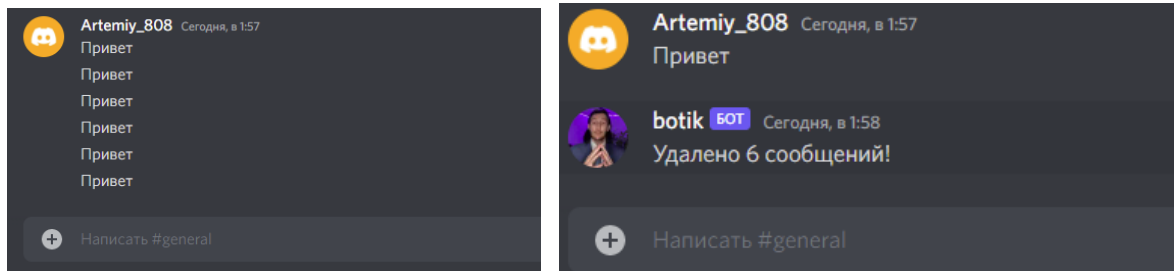 Artemiy_808 Сегодня, в 1:57
Привет
Привет
Привет
Привет
Привет
Привет
Написать #general
Artemiy_808 Сегодня, в 1:57
Привет
botik БОТ Сегодня, в 1:58
Удалено 6 сообщений!
Написать #general